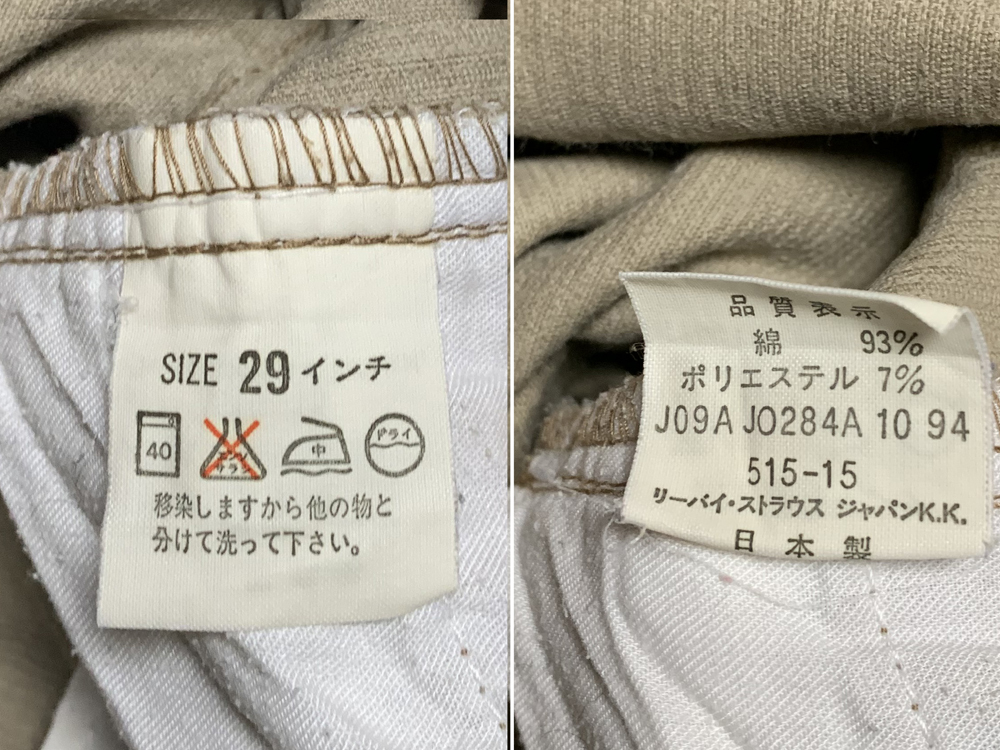 SIZE 29インチ
40
中
ドライ
移染しますから他の物と
分けて洗って下さい。
品質表示
綿 93%
ポリエステル 7%
J09A JO284A 10 94
515-15
リーバイ・ストラウス ジャパンK.K.
日本製